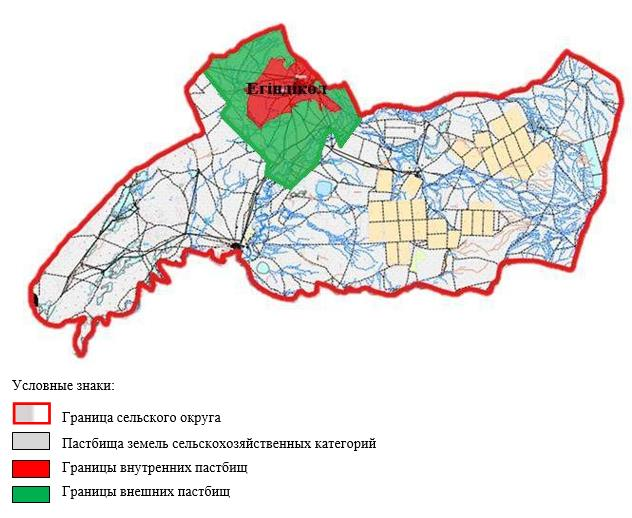 Егіндікөл
Условные знаки:
Граница сельского округа
Пастбища земель сельскохозяйственных категорий
Границы внутренних пастбищ
Границы внешних пастбищ